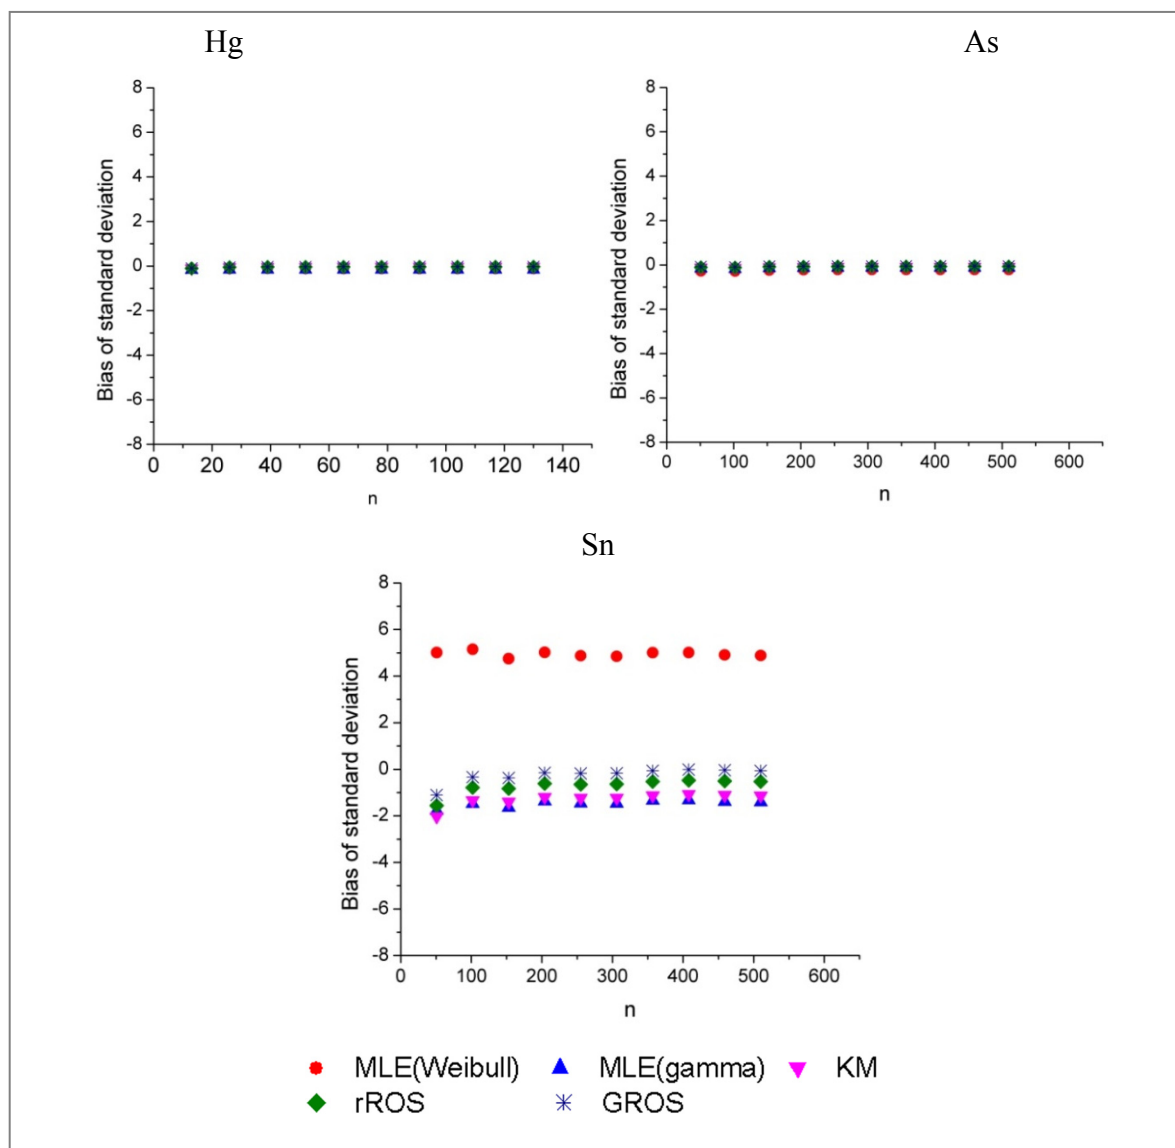 Hg
8
6
4
2
0
-2
-4
-6
-8
Bias of standard deviation
0 20 40 60 80 100 120 140
n
As
8
6
4
2
0
-2
-4
-6
-8
Bias of standard deviation
0 100 200 300 400 500 600
n
Sn
8
6
4
2
0
-2
-4
-6
-8
Bias of standard deviation
0 100 200 300 400 500 600
n
MLE(Weibull) MLE(gamma) KM
rROS GROS